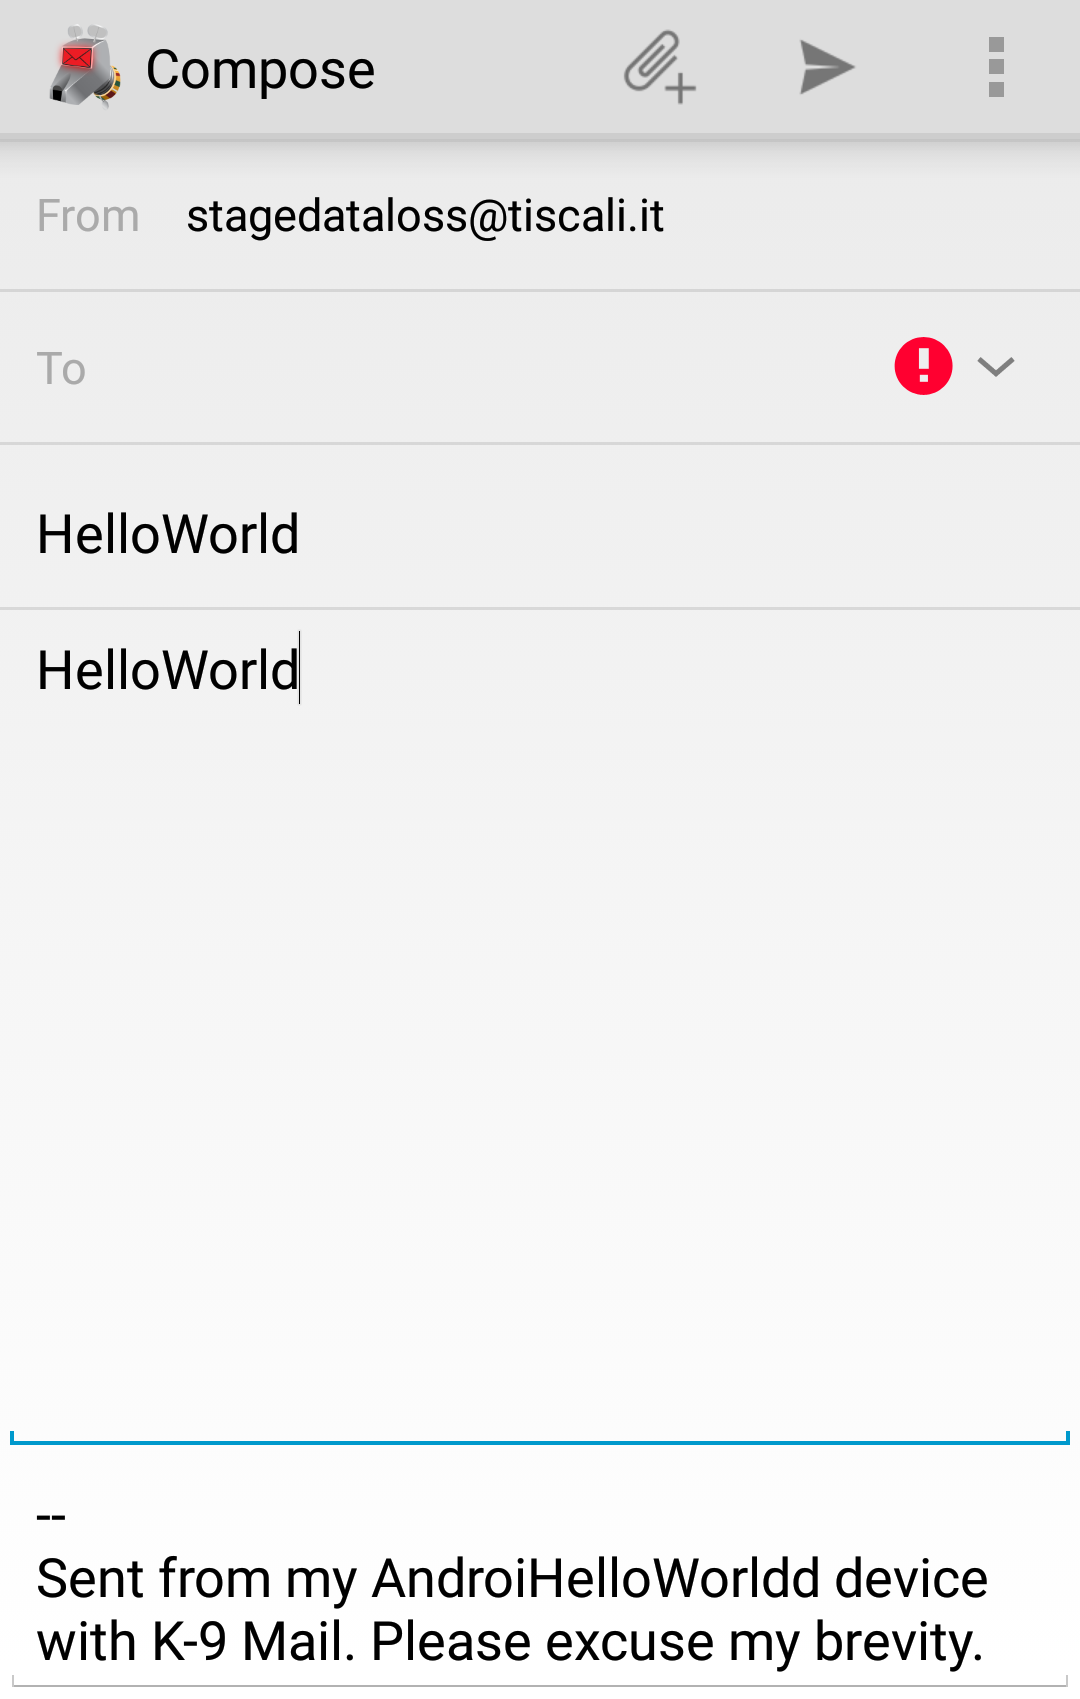 Compose
From stagedataloss@tiscali.it
To
HelloWorld
HelloWorld
--
Sent from my AndroiHelloWorldd device
with K-9 Mail. Please excuse my brevity.